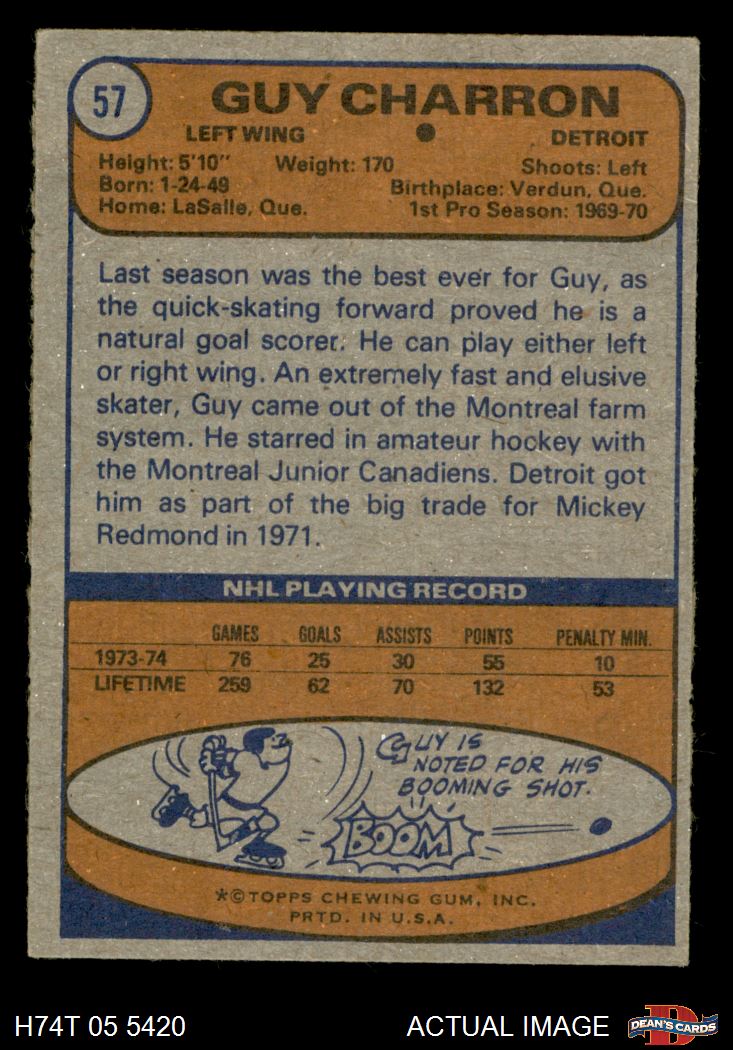 57
GUY CHARRON
LEFT WING ● DETROIT
Height: 5'10" Weight: 170 Shoots: Left
Born: 1-24-49 Birthplace: Verdun, Que.
Home: LaSalle, Que. 1st Pro Season: 1969-70
Last season was the best ever for Guy, as
the quick-skating forward proved he is a
natural goal scorer. He can play either left
or right wing. An extremely fast and elusive
skater, Guy came out of the Montreal farm
system. He starred in amateur hockey with
the Montreal Junior Canadiens. Detroit got
him as part of the big trade for Mickey
Redmond in 1971.
NHL PLAYING RECORD
GAMES GOALS ASSISTS POINTS PENALTY MIN.
1973-74 76 25 30 55 10
LIFETIME 259 62 70 132 53
GUY IS
NOTED FOR HIS
BOOMING SHOT.
BOOM
*©TOPPS CHEWING GUM, INC.
PRTD. IN U.S.A.
H74T 05 5420 ACTUAL IMAGE DEAN'S CARDS